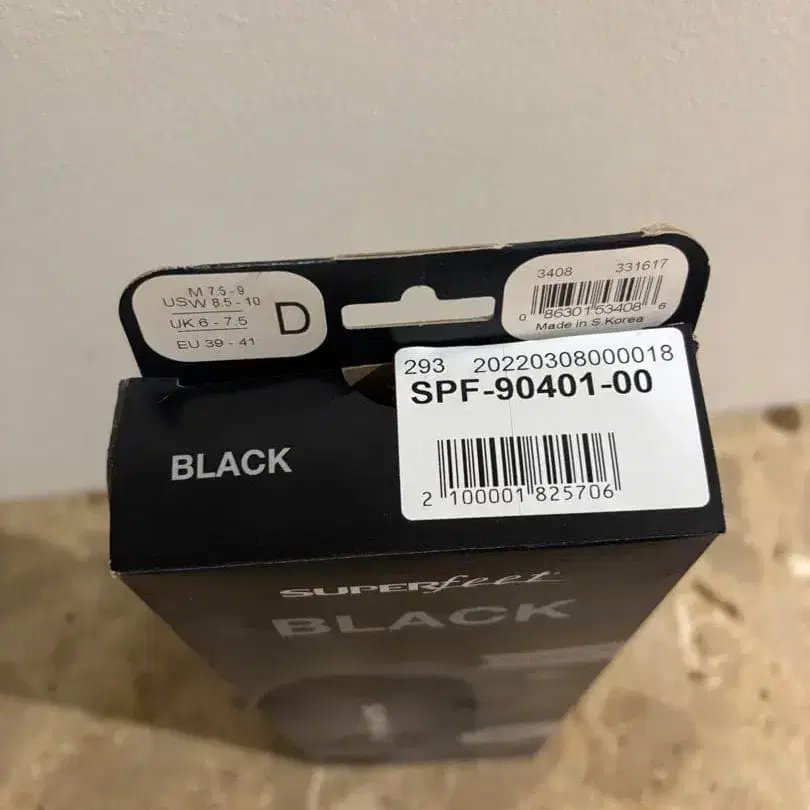 M 7.5 - 9
USW 8.5 - 10
UK 6 - 7.5
EU 39 - 41
D
3408 331617
0 86301 53408 6
Made in S.Korea
293 20220308000018
SPF-90401-00
2 100001 825706
BLACK
SUPERfeet
BLACK